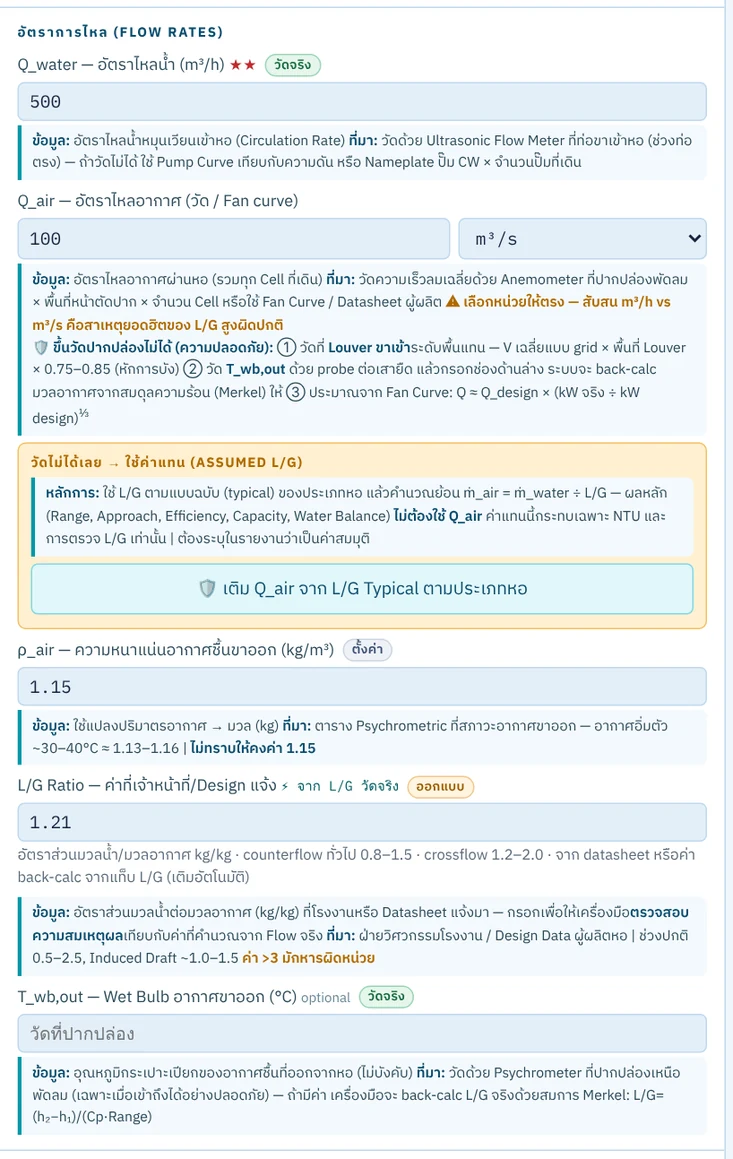 อัตราการไหล (FLOW RATES)
Q_water — อัตราไหลน้ำ (m³/h) ★★ วัดจริง
500
ข้อมูล: อัตราไหลน้ำหมุนเวียนเข้าหอ (Circulation Rate) ที่มา: วัดด้วย Ultrasonic Flow Meter ที่ท่อขาเข้าหอ (ช่วงท่อ
ตรง) — ถ้าวัดไม่ได้ ใช้ Pump Curve เทียบกับความดัน หรือ Nameplate ปั๊ม CW × จำนวนปั๊มที่เดิน
Q_air — อัตราไหลอากาศ (วัด / Fan curve)
100 m³/s
ข้อมูล: อัตราไหลอากาศผ่านหอ (รวมทุก Cell ที่เดิน) ที่มา: วัดความเร็วลมเฉลี่ยด้วย Anemometer ที่ปากปล่องพัดลม
× พื้นที่หน้าตัดปาก × จำนวน Cell หรือใช้ Fan Curve / Datasheet ผู้ผลิต ⚠ เลือกหน่วยให้ตรง — สับสน m³/h vs
m³/s คือสาเหตุยอดฮิตของ L/G สูงผิดปกติ
🛡️ ขึ้นวัดปากปล่องไม่ได้ (ความปลอดภัย): ① วัดที่ Louver ขาเข้าระดับพื้นแทน — V เฉลี่ยแบบ grid × พื้นที่ Louver
× 0.75–0.85 (หักการบัง) ② วัด T_wb,out ด้วย probe ต่อเสายืด แล้วกรอกช่องด้านล่าง ระบบจะ back-calc
มวลอากาศจากสมดุลความร้อน (Merkel) ให้ ③ ประมาณจาก Fan Curve: Q ≈ Q_design × (kW จริง ÷ kW
design)^⅓
วัดไม่ได้เลย → ใช้ค่าแทน (ASSUMED L/G)
หลักการ: ใช้ L/G ตามแบบฉบับ (typical) ของประเภทหอ แล้วคำนวณย้อน ṁ_air = ṁ_water ÷ L/G — ผลหลัก
(Range, Approach, Efficiency, Capacity, Water Balance) ไม่ต้องใช้ Q_air ค่าแทนนี้กระทบเฉพาะ NTU และ
การตรวจ L/G เท่านั้น | ต้องระบุในรายงานว่าเป็นค่าสมมุติ
🛡️ เติม Q_air จาก L/G Typical ตามประเภทหอ
ρ_air — ความหนาแน่นอากาศชื้นขาออก (kg/m³) ตั้งค่า
1.15
ข้อมูล: ใช้แปลงปริมาตรอากาศ → มวล (kg) ที่มา: ตาราง Psychrometric ที่สภาวะอากาศขาออก — อากาศอิ่มตัว
~30–40°C ≈ 1.13–1.16 | ไม่ทราบให้คงค่า 1.15
L/G Ratio — ค่าที่เจ้าหน้าที่/Design แจ้ง ⚡ จาก L/G วัดจริง ออกแบบ
1.21
อัตราส่วนมวลน้ำ/มวลอากาศ kg/kg · counterflow ทั่วไป 0.8–1.5 · crossflow 1.2–2.0 · จาก datasheet หรือค่า
back-calc จากแท็บ L/G (เติมอัตโนมัติ)
ข้อมูล: อัตราส่วนมวลน้ำต่อมวลอากาศ (kg/kg) ที่โรงงานหรือ Datasheet แจ้งมา — กรอกเพื่อให้เครื่องมือตรวจสอบ
ความสมเหตุผลเทียบกับค่าที่คำนวณจาก Flow จริง ที่มา: ฝ่ายวิศวกรรมโรงงาน / Design Data ผู้ผลิตหอ | ช่วงปกติ
0.5–2.5, Induced Draft ~1.0–1.5 ค่า >3 มักหารผิดหน่วย
T_wb,out — Wet Bulb อากาศขาออก (°C) optional วัดจริง
วัดที่ปากปล่อง
ข้อมูล: อุณหภูมิกระเปาะเปียกของอากาศชื้นที่ออกจากหอ (ไม่บังคับ) ที่มา: วัดด้วย Psychrometer ที่ปากปล่องเหนือ
พัดลม (เฉพาะเมื่อเข้าถึงได้อย่างปลอดภัย) — ถ้ามีค่า เครื่องมือจะ back-calc L/G จริงด้วยสมการ Merkel: L/G=
(h₂−h₁)/(Cp·Range)